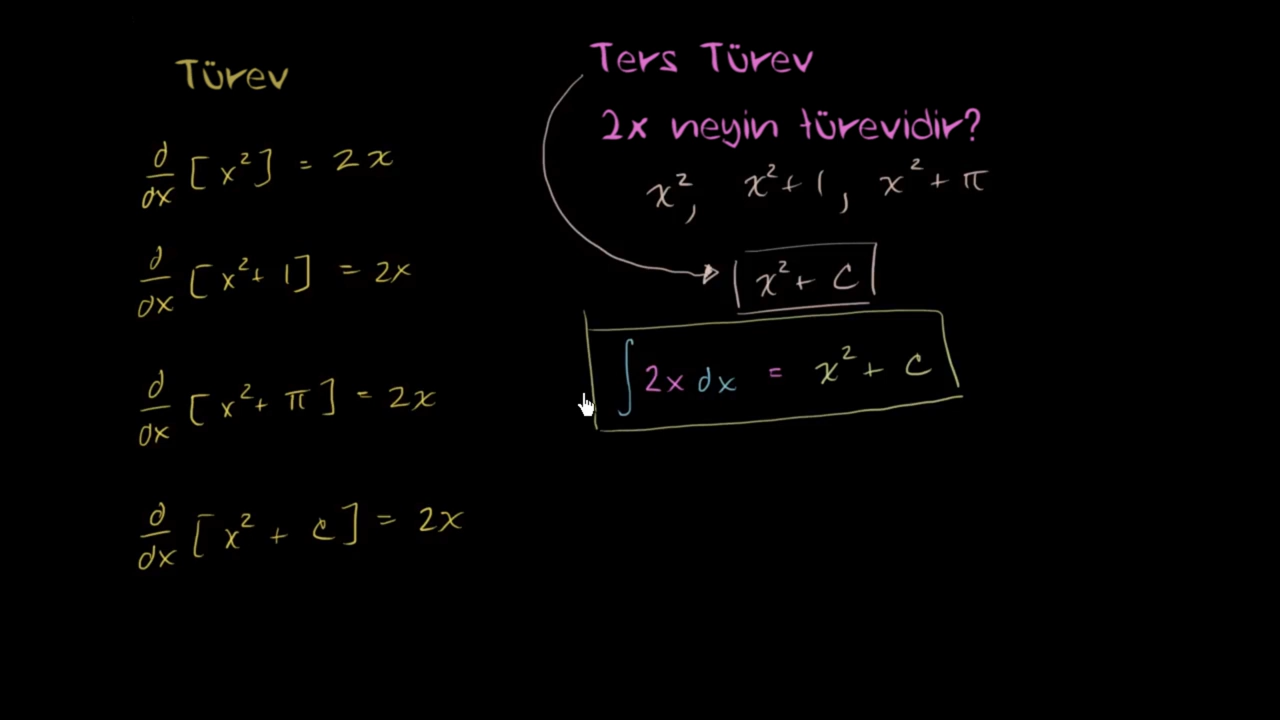 Türev
d/dx [x²] = 2x
d/dx [x² + 1] = 2x
d/dx [x² + π] = 2x
d/dx [x² + c] = 2x
Ters Türev
2x neyin türevidir?
x², x² + 1, x² + π
x² + C
∫ 2x dx = x² + C